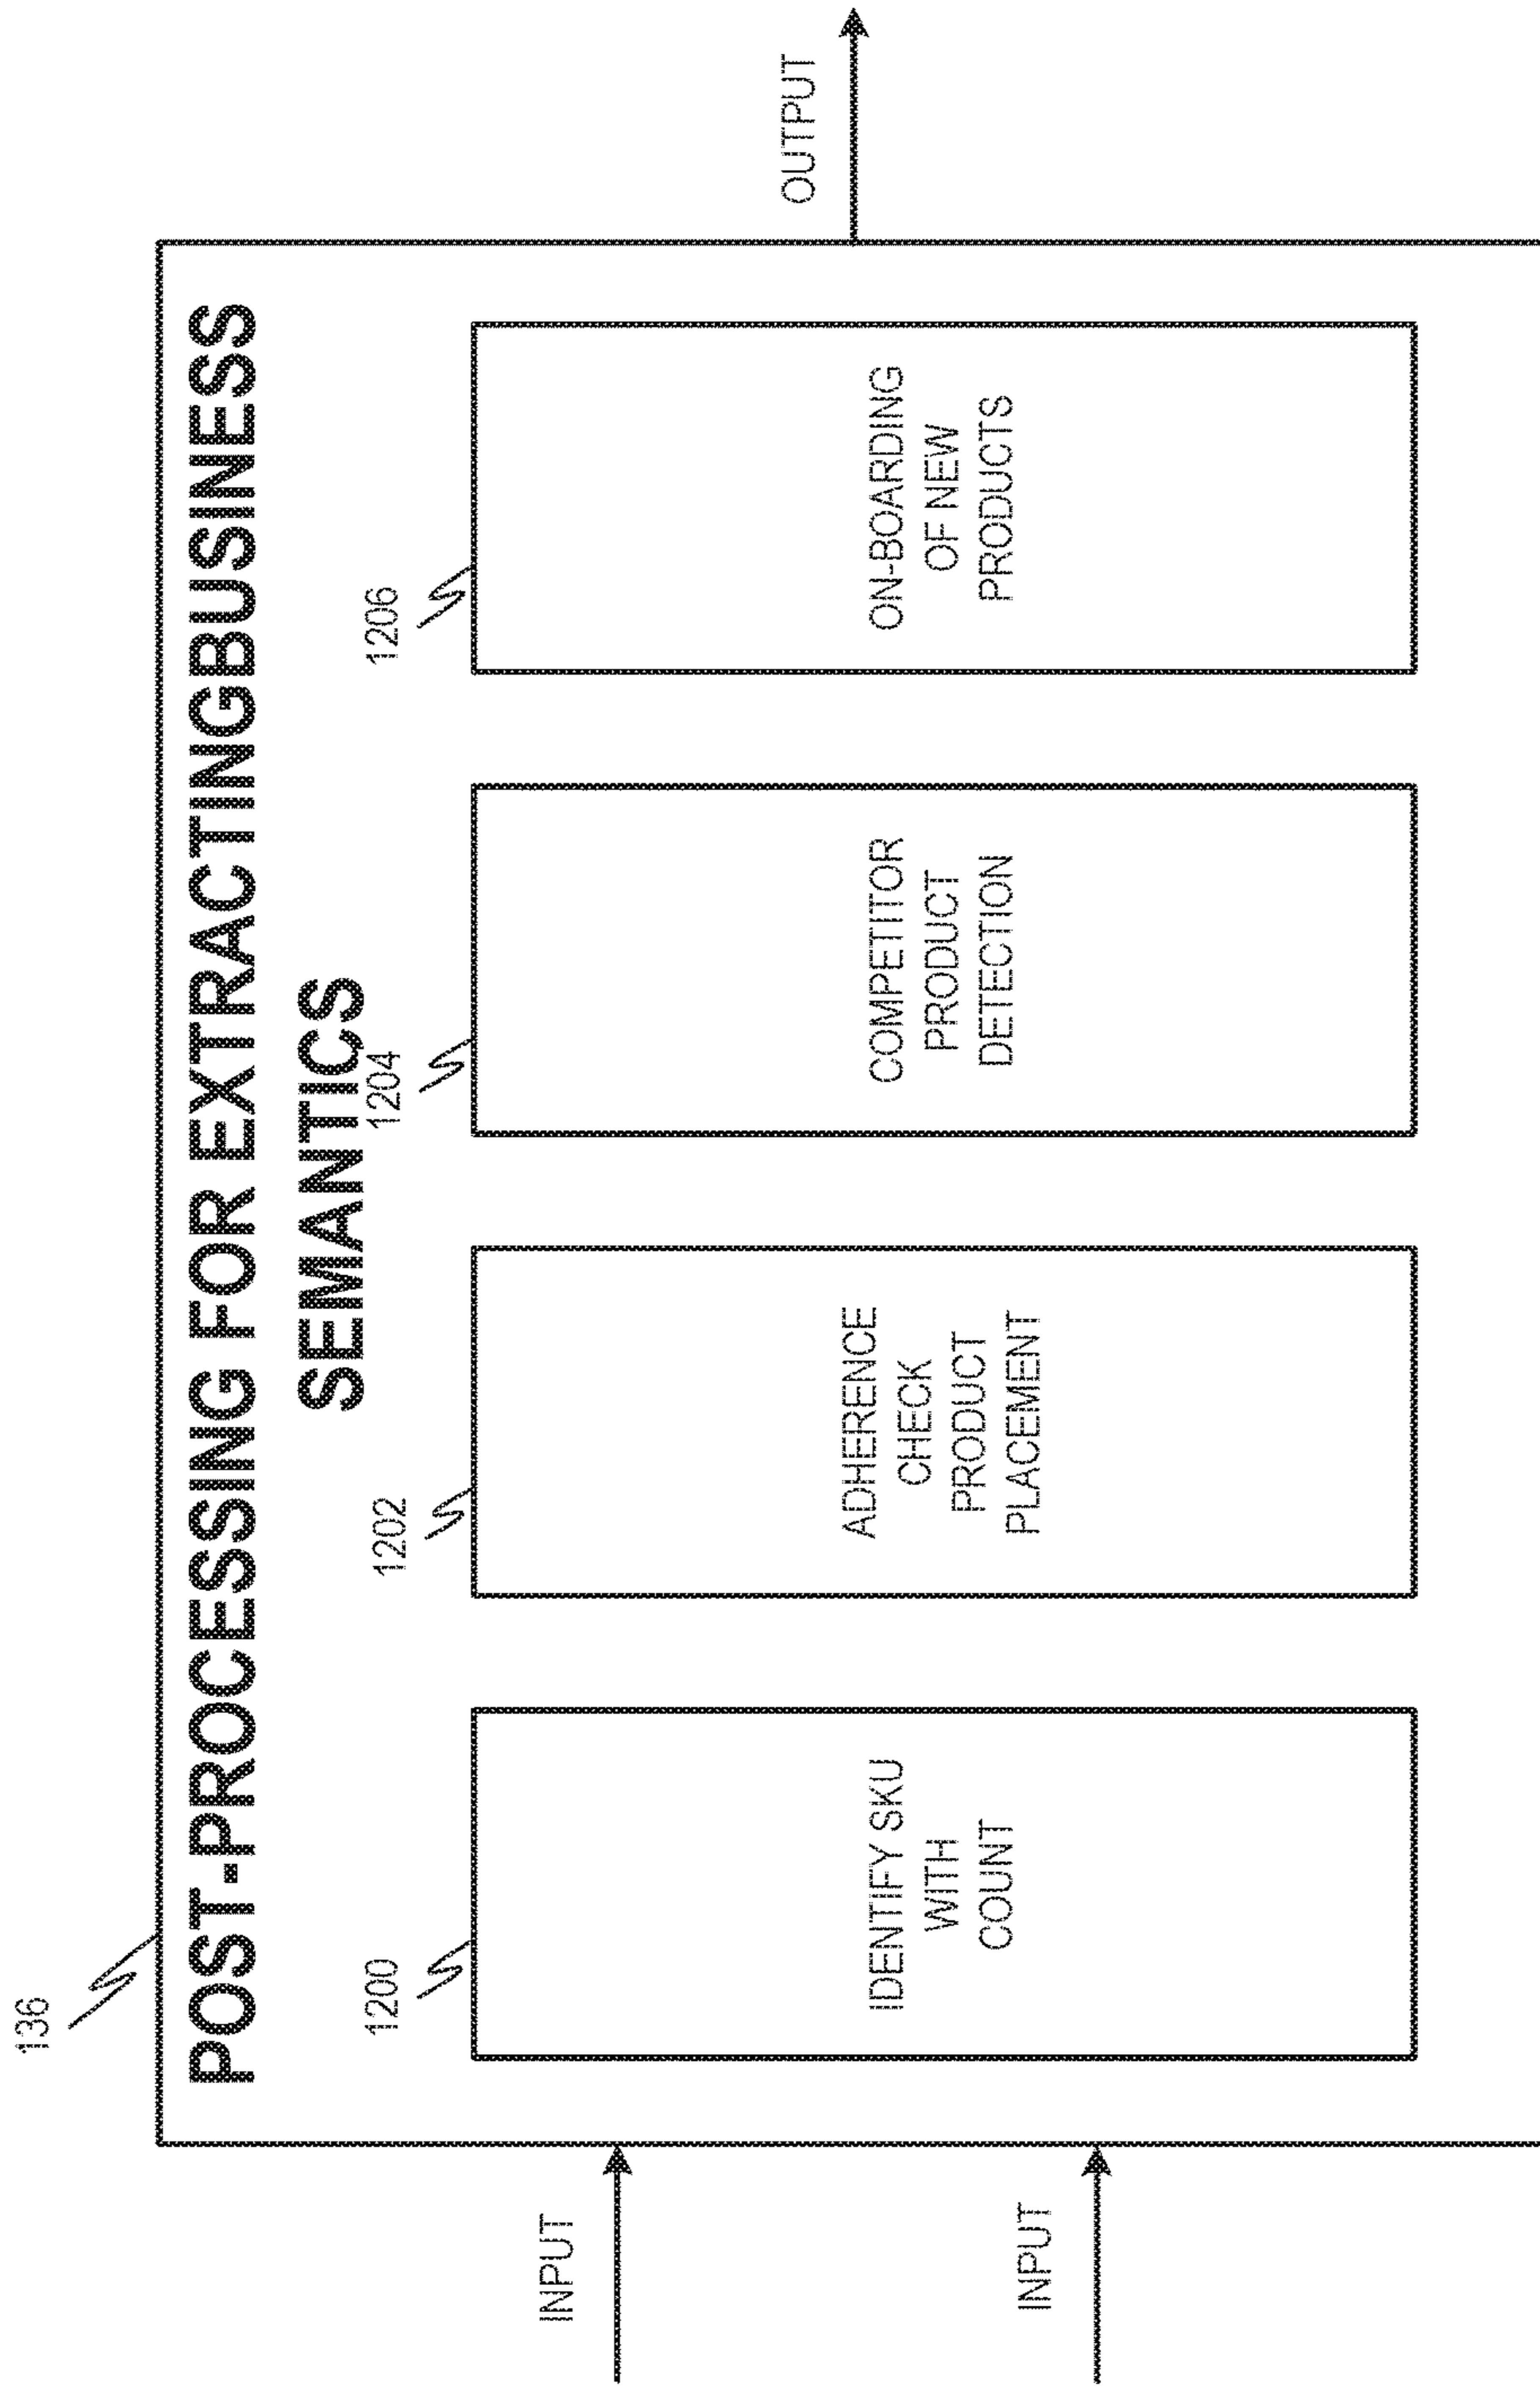 136
POST-PROCESSING FOR EXTRACTINGBUSINESS
SEMANTICS
1200
1202
1204
1206
INPUT
INPUT
IDENTIFY SKU
WITH
COUNT
ADHERENCE
CHECK
PRODUCT
PLACEMENT
COMPETITOR
PRODUCT
DETECTION
ON-BOARDING
OF NEW
PRODUCTS
OUTPUT